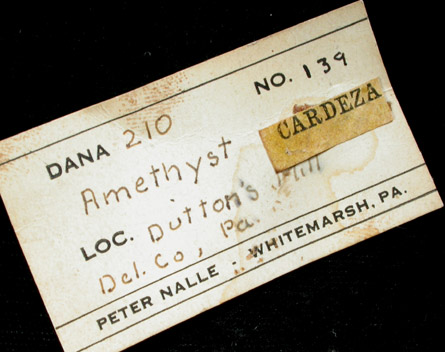 NO. 139
DANA 210
CARDEZA
Amethyst
LOC. Dutton's Mill
Del. Co., Pa.
PETER NALLE - WHITEMARSH, PA.